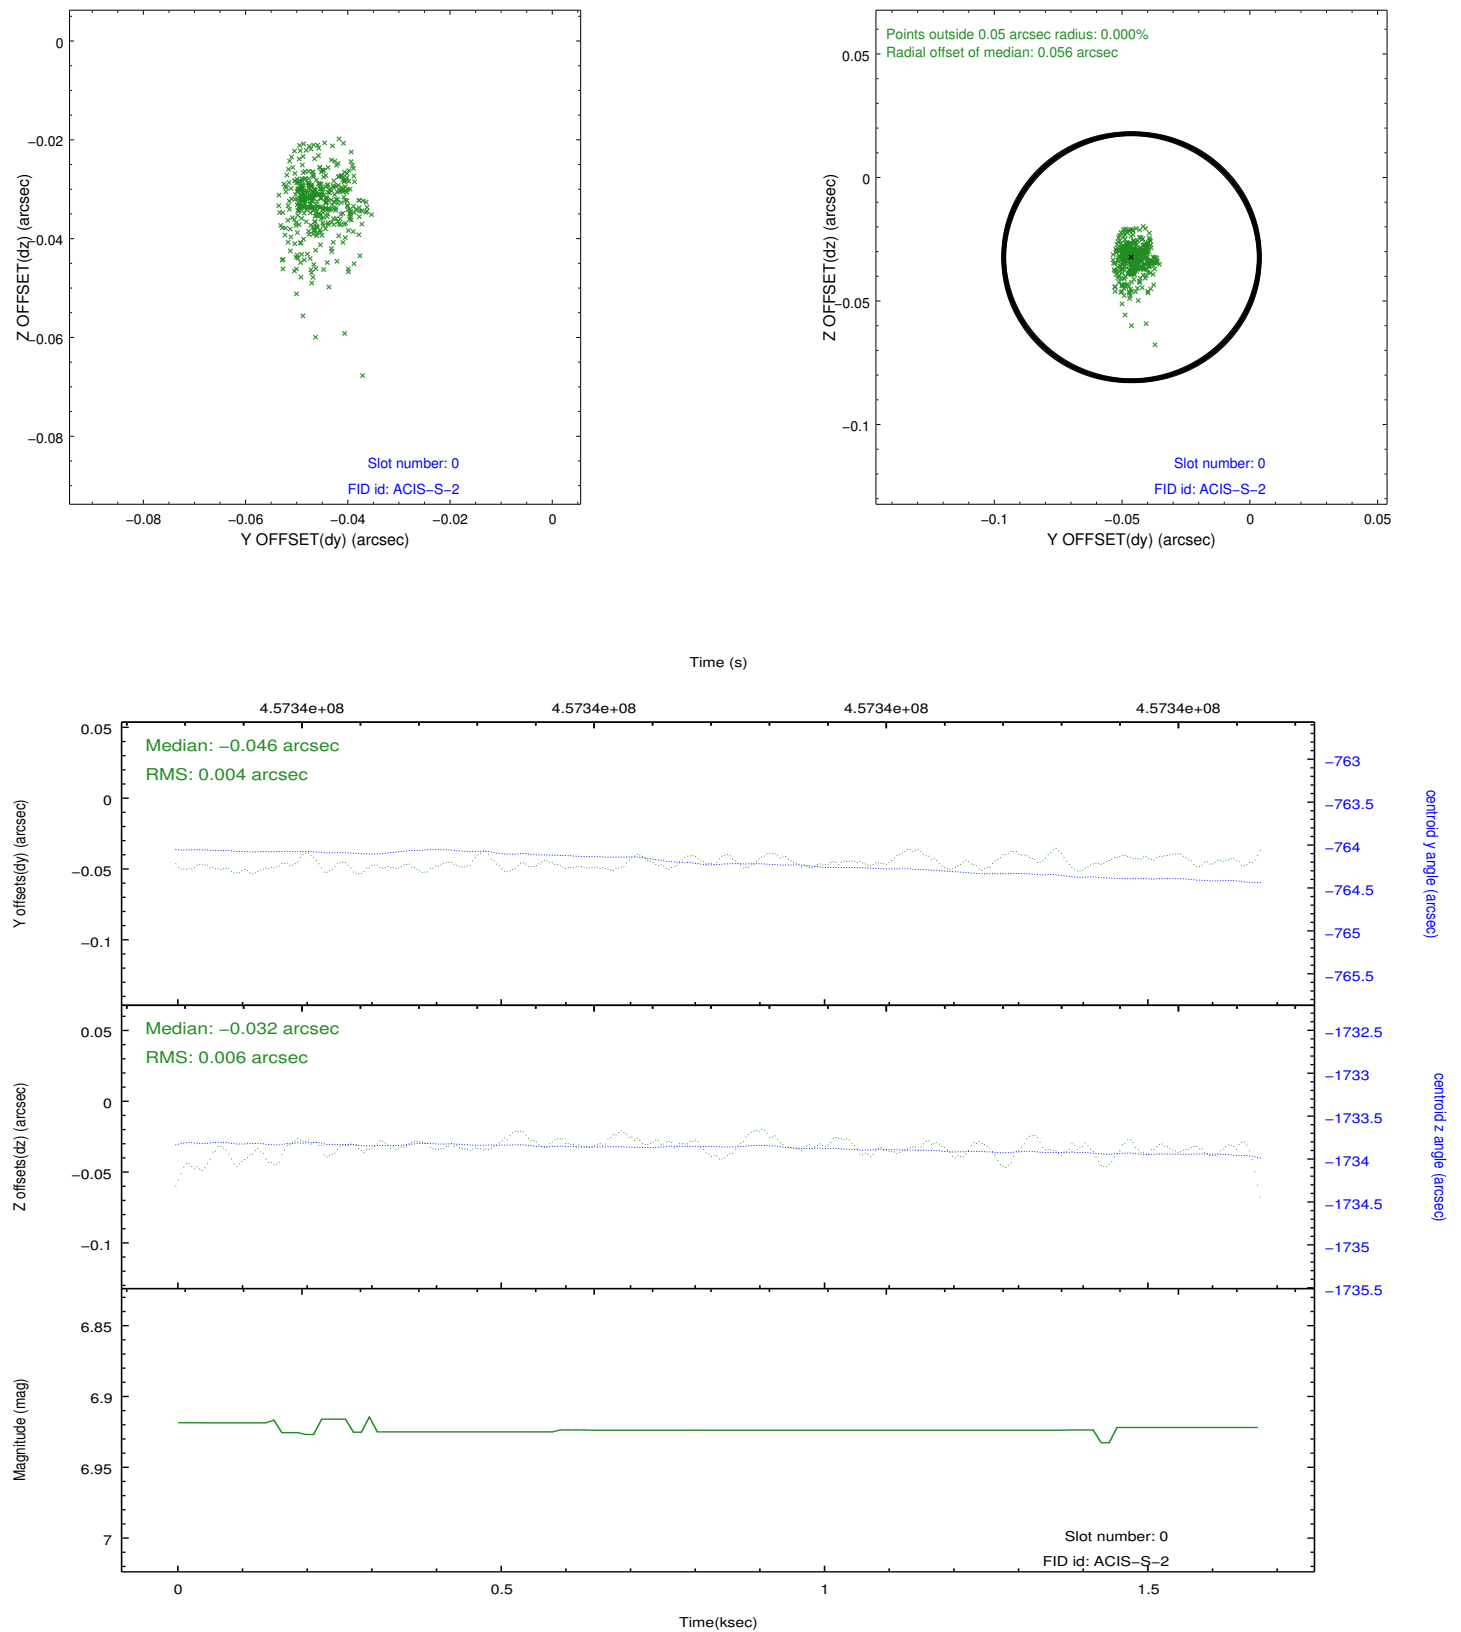 0
−0.02
−0.04
−0.06
−0.08
Z OFFSET(dz) (arcsec)
Slot number: 0
FID id: ACIS−S−2
−0.08
−0.06
−0.04
−0.02
0
Y OFFSET(dy) (arcsec)
Points outside 0.05 arcsec radius: 0.000%
Radial offset of median: 0.056 arcsec
0.05
0
−0.05
−0.1
Z OFFSET(dz) (arcsec)
Slot number: 0
FID id: ACIS−S−2
−0.1
−0.05
0
0.05
Y OFFSET(dy) (arcsec)
Time (s)
4.5734e+08
4.5734e+08
4.5734e+08
4.5734e+08
Median: −0.046 arcsec
RMS: 0.004 arcsec
0.05
0
−0.05
−0.1
Y offsets(dy) (arcsec)
−763
−763.5
−764
−764.5
−765
−765.5
centroid y angle (arcsec)
Median: −0.032 arcsec
RMS: 0.006 arcsec
0.05
0
−0.05
−0.1
Z offsets(dz) (arcsec)
−1732.5
−1733
−1733.5
−1734
−1734.5
−1735
−1735.5
centroid z angle (arcsec)
6.85
6.9
6.95
7
Magnitude (mag)
Slot number: 0
FID id: ACIS−S−2
0
0.5
1
1.5
Time(ksec)